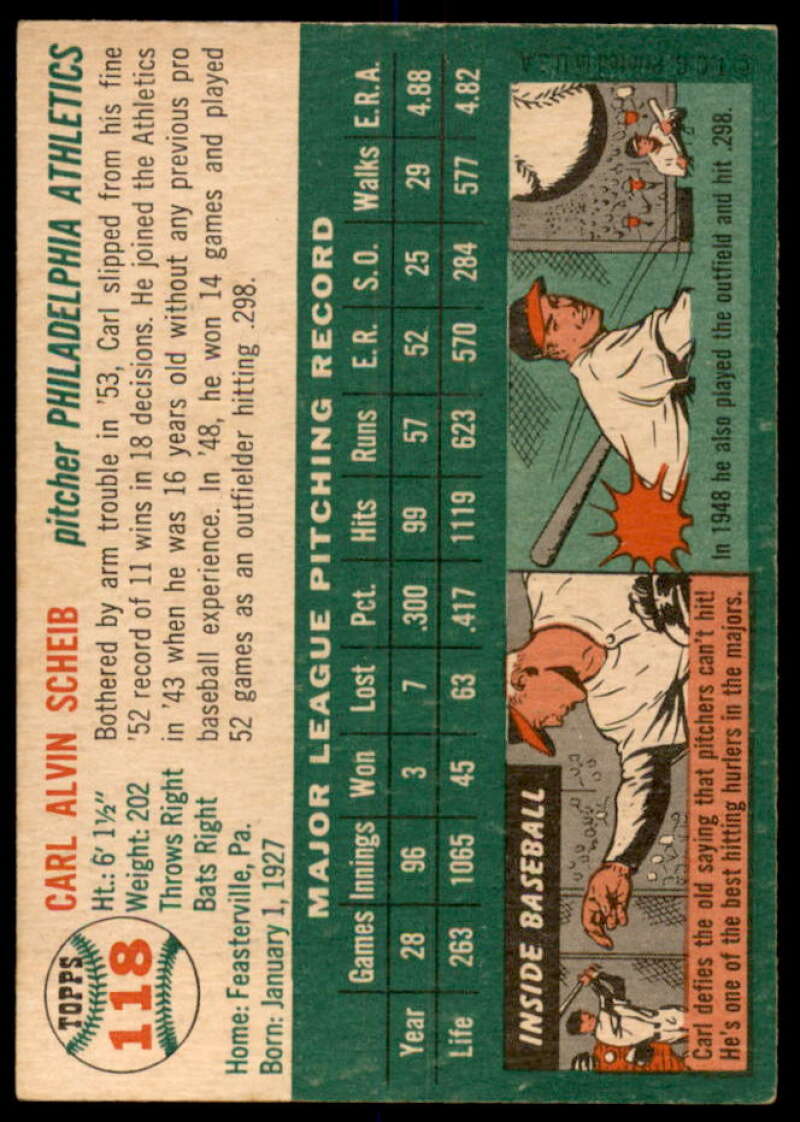 TOPPS
118
CARL ALVIN SCHEIB
pitcher PHILADELPHIA ATHLETICS
Ht.: 6' 1½"
Weight: 202
Throws Right
Bats Right
Home: Feasterville, Pa.
Born: January 1, 1927
Bothered by arm trouble in '53, Carl slipped from his fine
'52 record of 11 wins in 18 decisions. He joined the Athletics
in '43 when he was 16 years old without any previous pro
baseball experience. In '48, he won 14 games and played
52 games as an outfielder hitting .298.
MAJOR LEAGUE PITCHING RECORD
Games Innings Won Lost Pct. Hits Runs E.R. S.O. Walks E.R.A.
Year 28 96 3 7 .300 99 57 52 25 29 4.88
Life 263 1065 45 63 .417 1119 623 570 284 577 4.82
INSIDE BASEBALL
Carl defies the old saying that pitchers can't hit!
He's one of the best hitting hurlers in the majors.
In 1948 he also played the outfield and hit .298.
© T.C.G. Printed in U.S.A.